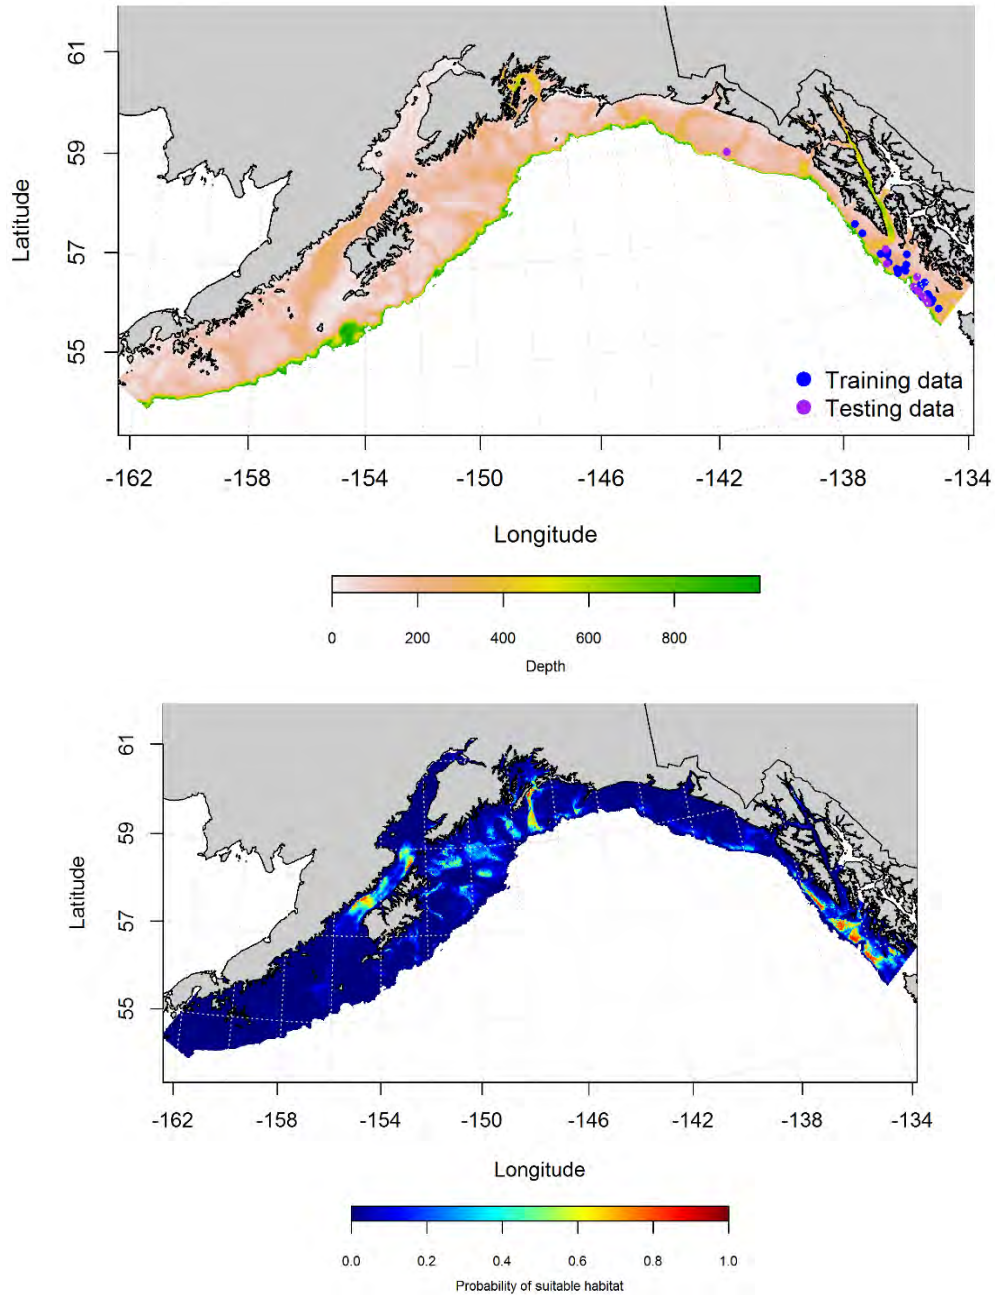 61
59
57
55
Latitude
Training data
Testing data
-162 -158 -154 -150 -146 -142 -138 -134
Longitude
0 200 400 600 800
Depth
61
59
57
55
Latitude
-162 -158 -154 -150 -146 -142 -138 -134
Longitude
0.0 0.2 0.4 0.6 0.8 1.0
Probability of suitable habitat